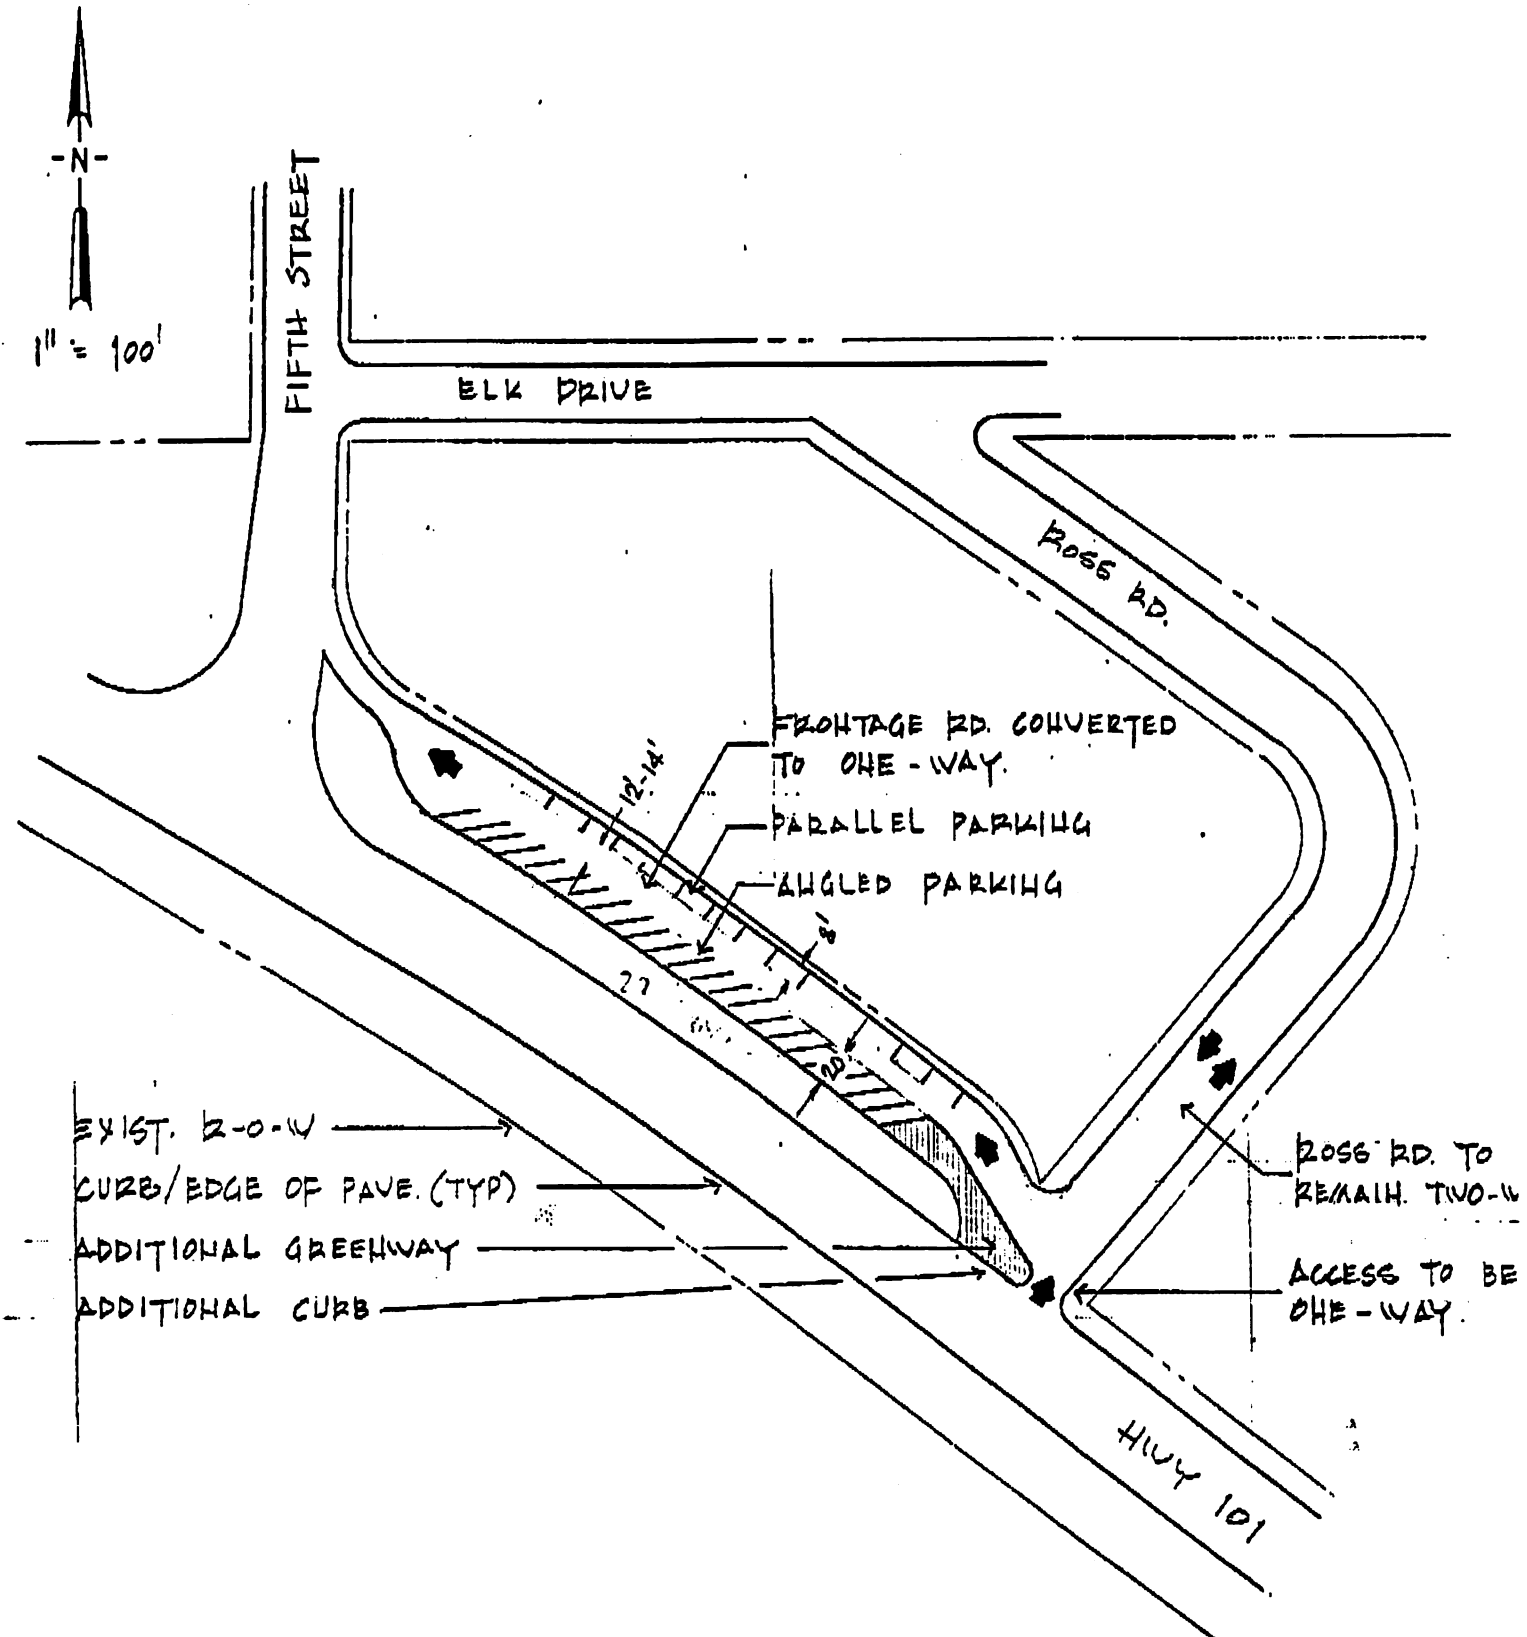 -N-
1" = 100'
FIFTH STREET
ELK DRIVE
ROSS RD.
FRONTAGE RD. CONVERTED
TO ONE-WAY.
12'-14'
PARALLEL PARKING
ANGLED PARKING
8'
20'
EXIST. R-O-W
CURB/EDGE OF PAVE. (TYP)
ADDITIONAL GREENWAY
ADDITIONAL CURB
ROSS RD. TO
REMAIN TWO-W
ACCESS TO BE
ONE-WAY.
HWY 101